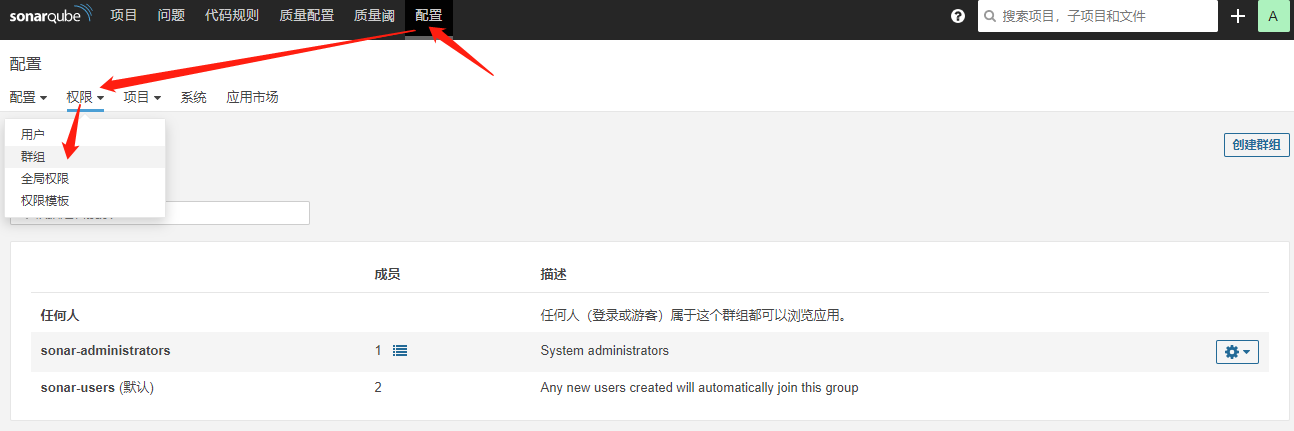 sonarqube 项目 问题 代码规则 质量配置 质量阈 配置 ? 搜索项目，子项目和文件 + A
配置
配置 权限 项目 系统 应用市场
用户
群组
全局权限
权限模板
创建群组
成员 描述
任何人 任何人（登录或游客）属于这个群组都可以浏览应用。
sonar-administrators 1 System administrators
sonar-users (默认) 2 Any new users created will automatically join this group